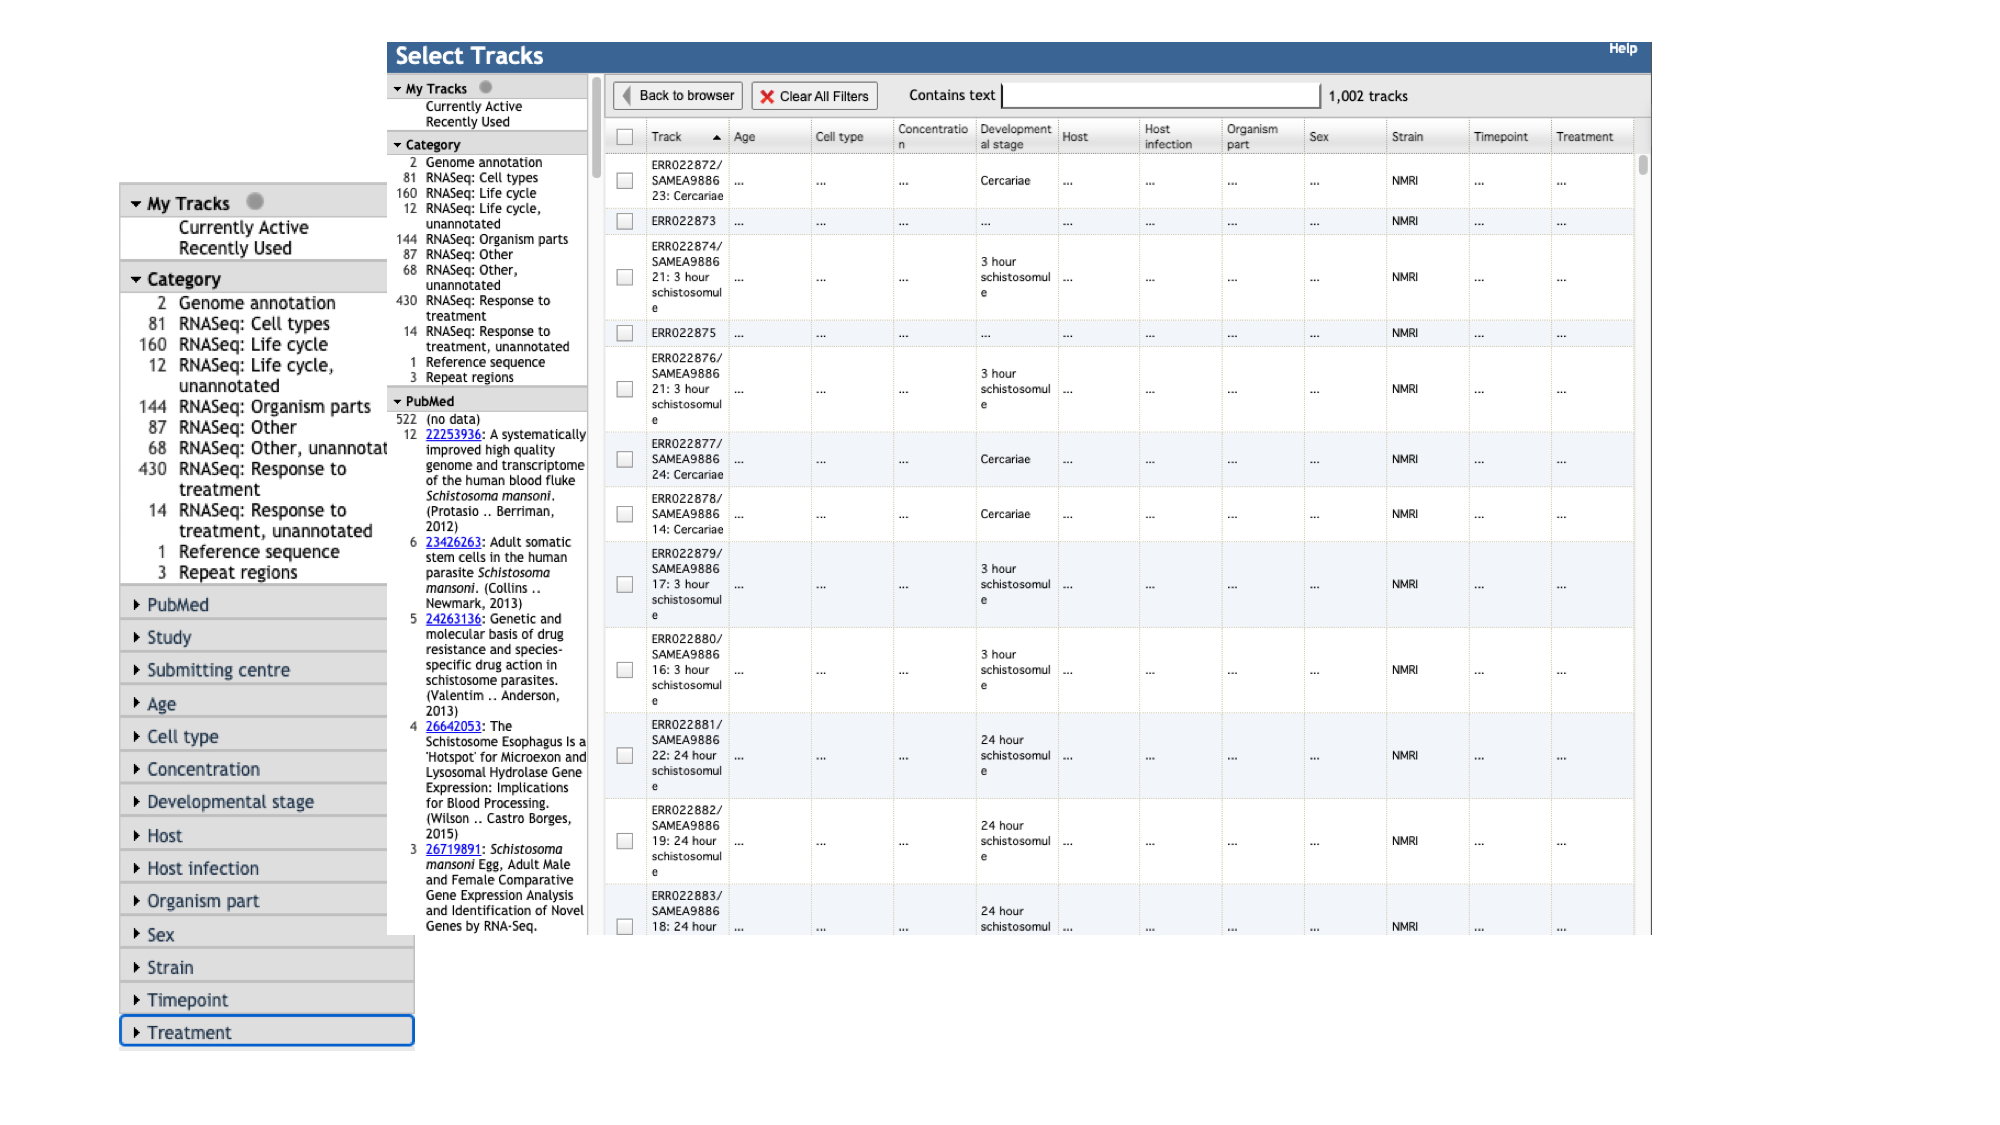 Select Tracks
Help
My Tracks
Currently Active
Recently Used
Category
2 Genome annotation
81 RNASeq: Cell types
160 RNASeq: Life cycle
12 RNASeq: Life cycle,
unannotated
144 RNASeq: Organism parts
87 RNASeq: Other
68 RNASeq: Other, unannotat
430 RNASeq: Response to
treatment
14 RNASeq: Response to
treatment, unannotated
1 Reference sequence
3 Repeat regions
PubMed
Study
Submitting centre
Age
Cell type
Concentration
Developmental stage
Host
Host infection
Organism part
Sex
Strain
Timepoint
Treatment
My Tracks
Currently Active
Recently Used
Category
2 Genome annotation
81 RNASeq: Cell types
160 RNASeq: Life cycle
12 RNASeq: Life cycle,
unannotated
144 RNASeq: Organism parts
87 RNASeq: Other
68 RNASeq: Other,
unannotated
430 RNASeq: Response to
treatment
14 RNASeq: Response to
treatment, unannotated
1 Reference sequence
3 Repeat regions
PubMed
522 (no data)
12 22253936: A systematically
improved high quality
genome and transcriptome
of the human blood fluke
Schistosoma mansoni.
(Protasio .. Berriman,
2012)
6 23426263: Adult somatic
stem cells in the human
parasite Schistosoma
mansoni. (Collins ..
Newmark, 2013)
5 24263136: Genetic and
molecular basis of drug
resistance and species-
specific drug action in
schistosome parasites.
(Valentim .. Anderson,
2013)
4 26642053: The
Schistosome Esophagus Is a
'Hotspot' for Microexon and
Lysosomal Hydrolase Gene
Expression: Implications
for Blood Processing.
(Wilson .. Castro Borges,
2015)
3 26719891: Schistosoma
mansoni Egg, Adult Male
and Female Comparative
Gene Expression Analysis
and Identification of Novel
Genes by RNA-Seq.
Back to browser Clear All Filters Contains text 1,002 tracks
Track Age Cell type Concentratio
n Development
al stage Host Host
infection Organism
part Sex Strain Timepoint Treatment
ERR022872/
SAMEA9886
23: Cercariae ... ... ... Cercariae ... ... ... ... NMRI ... ...
ERR022873 ... ... ... ... ... ... ... ... NMRI ... ...
ERR022874/
SAMEA9886
21: 3 hour
schistosomul
e ... ... ... 3 hour
schistosomul
e ... ... ... ... NMRI ... ...
ERR022875 ... ... ... ... ... ... ... ... NMRI ... ...
ERR022876/
SAMEA9886
21: 3 hour
schistosomul
e ... ... ... 3 hour
schistosomul
e ... ... ... ... NMRI ... ...
ERR022877/
SAMEA9886
24: Cercariae ... ... ... Cercariae ... ... ... ... NMRI ... ...
ERR022878/
SAMEA9886
14: Cercariae ... ... ... Cercariae ... ... ... ... NMRI ... ...
ERR022879/
SAMEA9886
17: 3 hour
schistosomul
e ... ... ... 3 hour
schistosomul
e ... ... ... ... NMRI ... ...
ERR022880/
SAMEA9886
16: 3 hour
schistosomul
e ... ... ... 3 hour
schistosomul
e ... ... ... ... NMRI ... ...
ERR022881/
SAMEA9886
22: 24 hour
schistosomul
e ... ... ... 24 hour
schistosomul
e ... ... ... ... NMRI ... ...
ERR022882/
SAMEA9886
19: 24 hour
schistosomul
e ... ... ... 24 hour
schistosomul
e ... ... ... ... NMRI ... ...
ERR022883/
SAMEA9886
18: 24 hour ... ... ... 24 hour
schistosomul ... ... ... ... NMRI ... ...